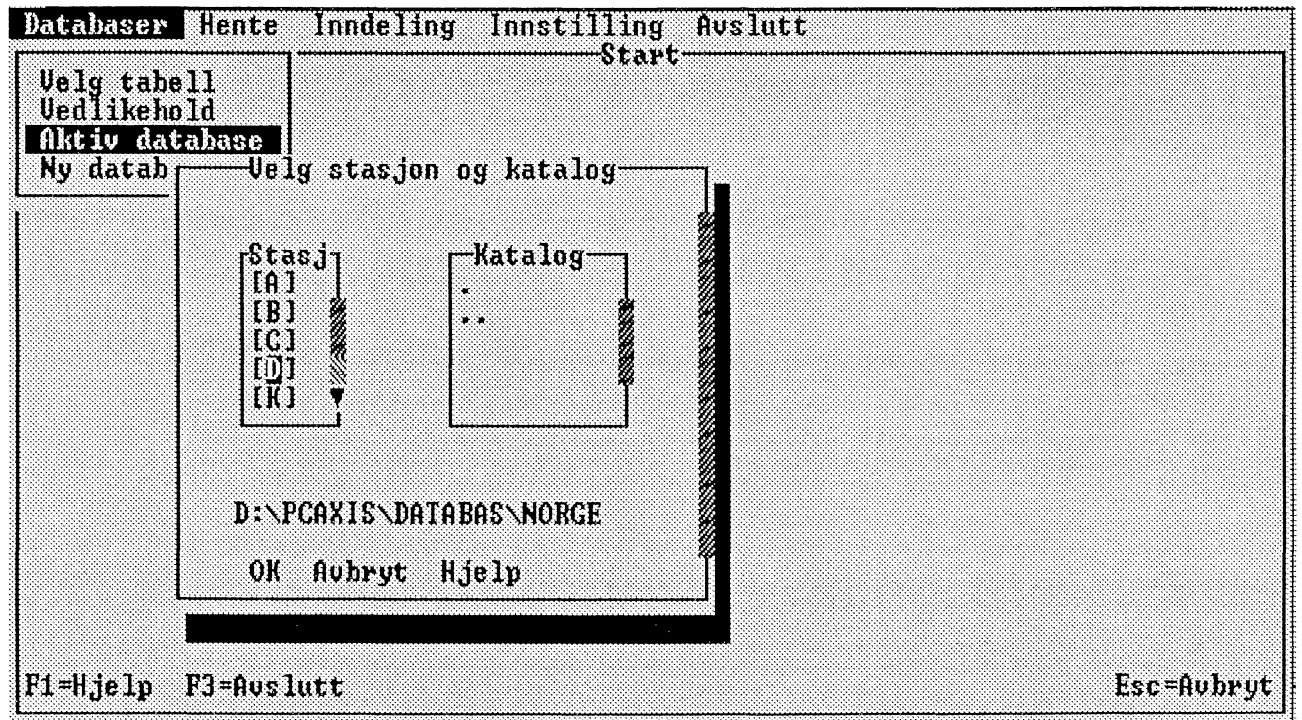 Databaser Hente Inndeling Innstilling Avslutt
Start
Velg tabell
Vedlikehold
Aktiv database
Ny datab
Velg stasjon og katalog
Stasj Katalog
[A] .
[B] ..
[C]
[D]
[K]
D:\PCAXIS\DATABAS\NORGE
OK Avbryt Hjelp
F1=Hjelp F3=Avslutt Esc=Avbryt